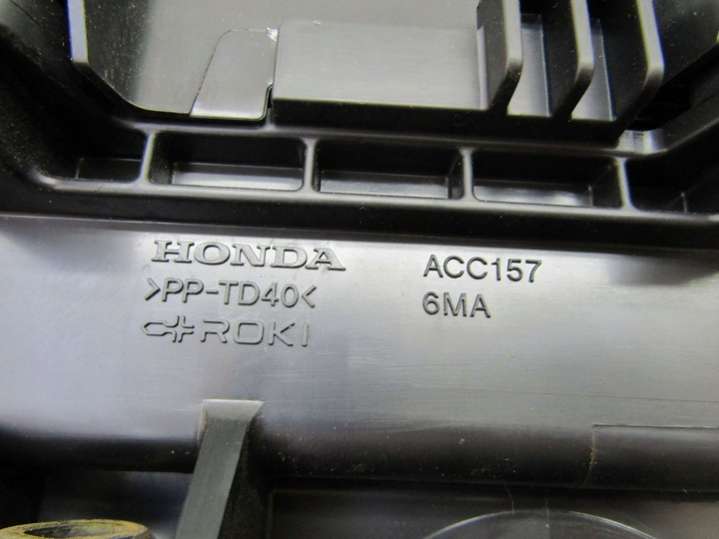 HONDA
>PP-TD40<
ROKI
ACC157
6MA